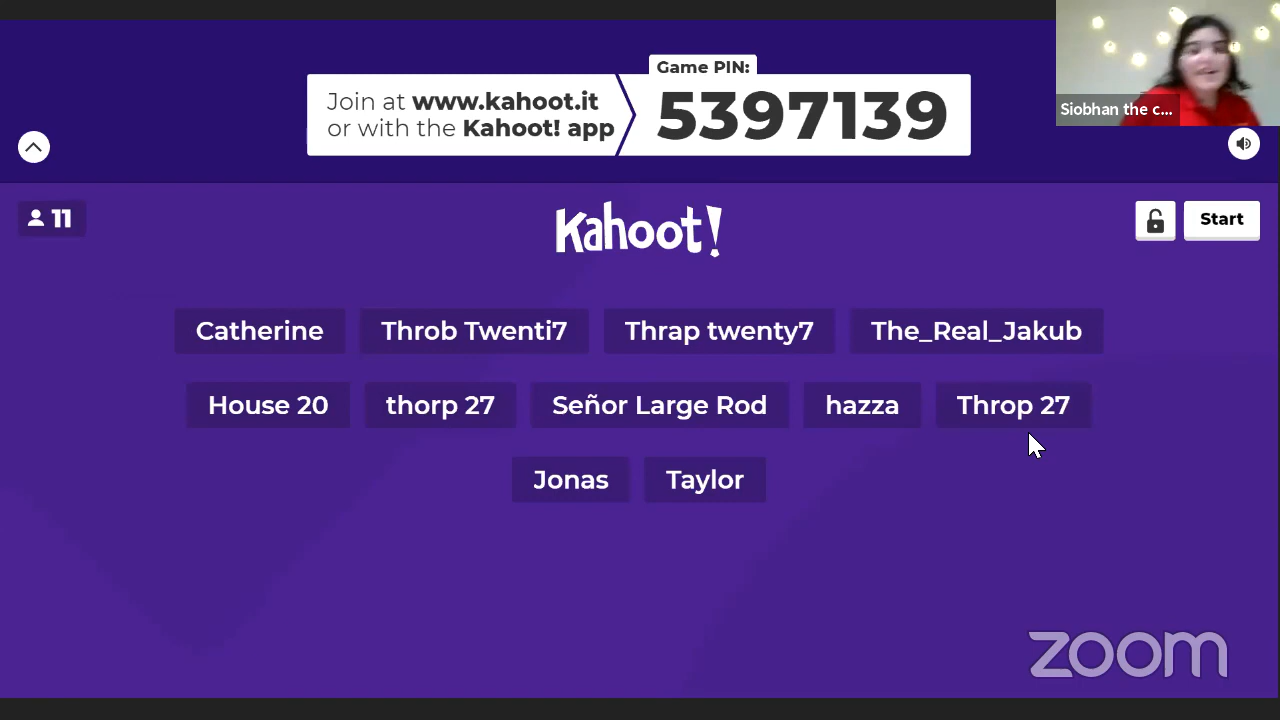 Game PIN:
Join at www.kahoot.it
or with the Kahoot! app
5397139
Siobhan the c...
11
Kahoot!
Start
Catherine
Throb Twenti7
Thrap twenty7
The_Real_Jakub
House 20
thorp 27
Señor Large Rod
hazza
Throp 27
Jonas
Taylor
zoom